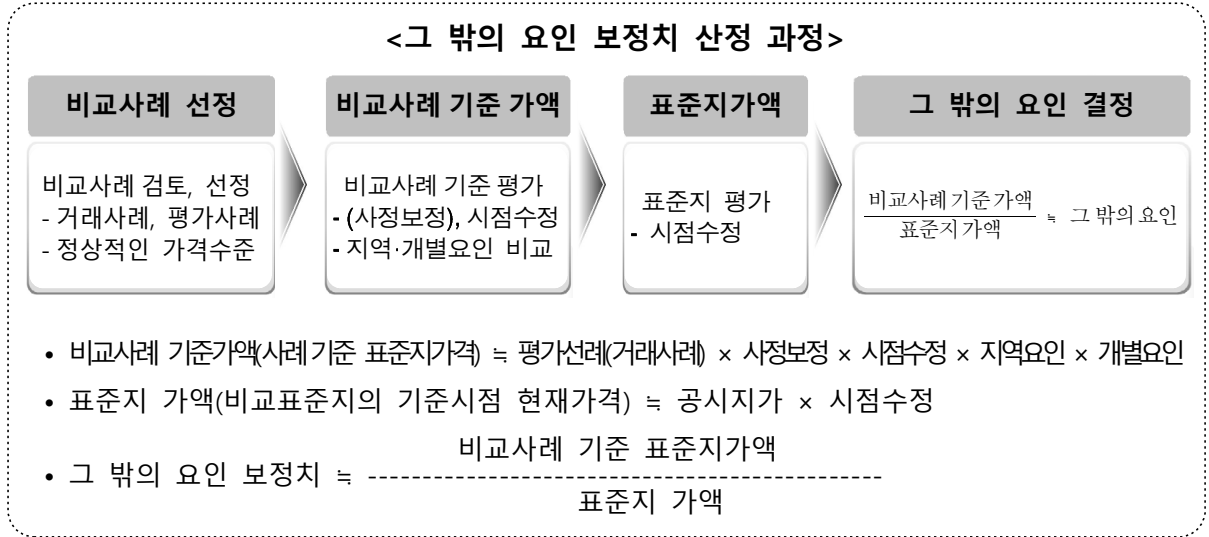 <그 밖의 요인 보정치 산정 과정>
비교사례 선정
비교사례 검토, 선정
- 거래사례, 평가사례
- 정상적인 가격수준
비교사례 기준 가액
비교사례 기준 평가
- (사정보정), 시점수정
- 지역·개별요인 비교
표준지가액
표준지 평가
- 시점수정
그 밖의 요인 결정
비교사례기준가액
≒ 그밖의요인
표준지가액
• 비교사례 기준가액(사례기준 표준지가격) ≒ 평가선례(거래사례) × 사정보정 × 시점수정 × 지역요인 × 개별요인
• 표준지 가액(비교표준지의 기준시점 현재가격) ≒ 공시지가 × 시점수정
비교사례 기준 표준지가액
• 그 밖의 요인 보정치 ≒ -----------------------------------------------
표준지 가액